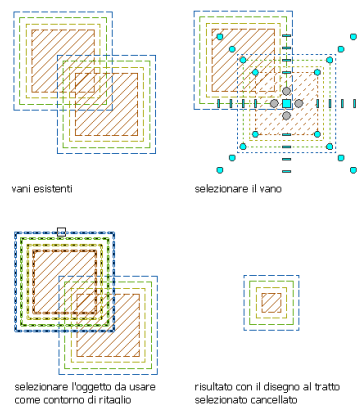 vani esistenti
selezionare il vano
selezionare l'oggetto da usare
come contorno di ritaglio
risultato con il disegno al tratto
selezionato cancellato